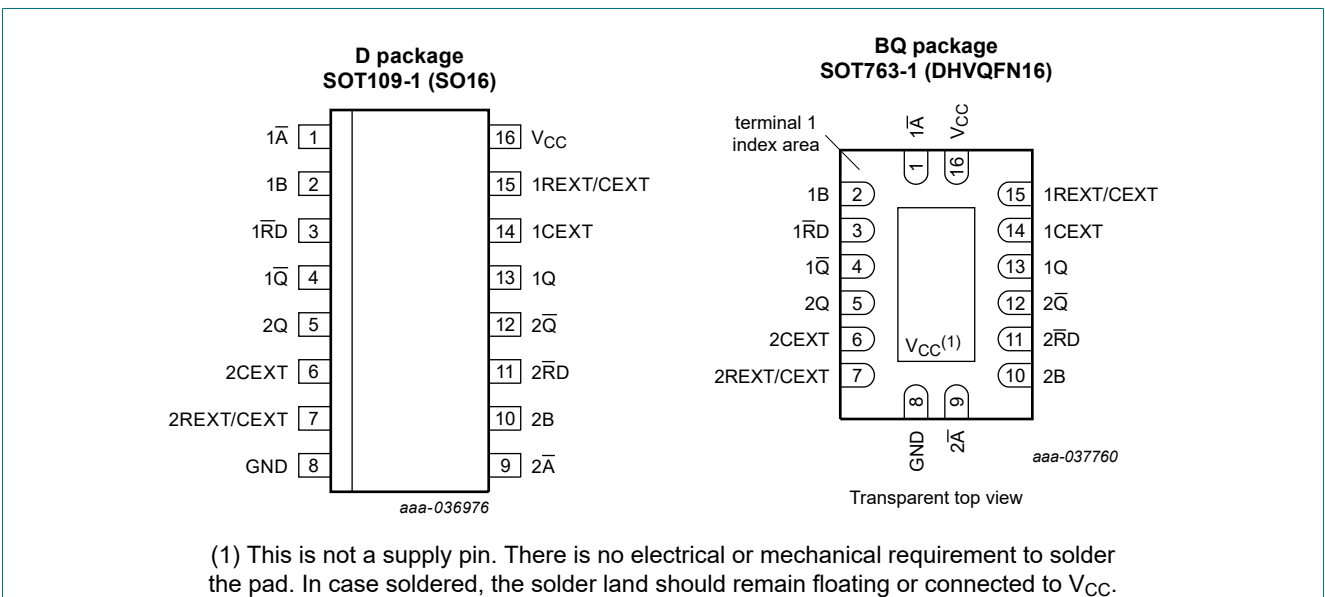 D package
SOT109-1 (SO16)
1A̅ 1
1B 2
1R̅D 3
1Q̅ 4
2Q 5
2CEXT 6
2REXT/CEXT 7
GND 8
16 VCC
15 1REXT/CEXT
14 1CEXT
13 1Q
12 2Q̅
11 2R̅D
10 2B
9 2A̅
aaa-036976
BQ package
SOT763-1 (DHVQFN16)
terminal 1
index area
1A̅
VCC
1
16
1B 2
1R̅D 3
1Q̅ 4
2Q 5
2CEXT 6
2REXT/CEXT 7
15 1REXT/CEXT
14 1CEXT
13 1Q
12 2Q̅
11 2R̅D
10 2B
VCC(1)
8
9
GND
2A̅
aaa-037760
Transparent top view
(1) This is not a supply pin. There is no electrical or mechanical requirement to solder
the pad. In case soldered, the solder land should remain floating or connected to VCC.